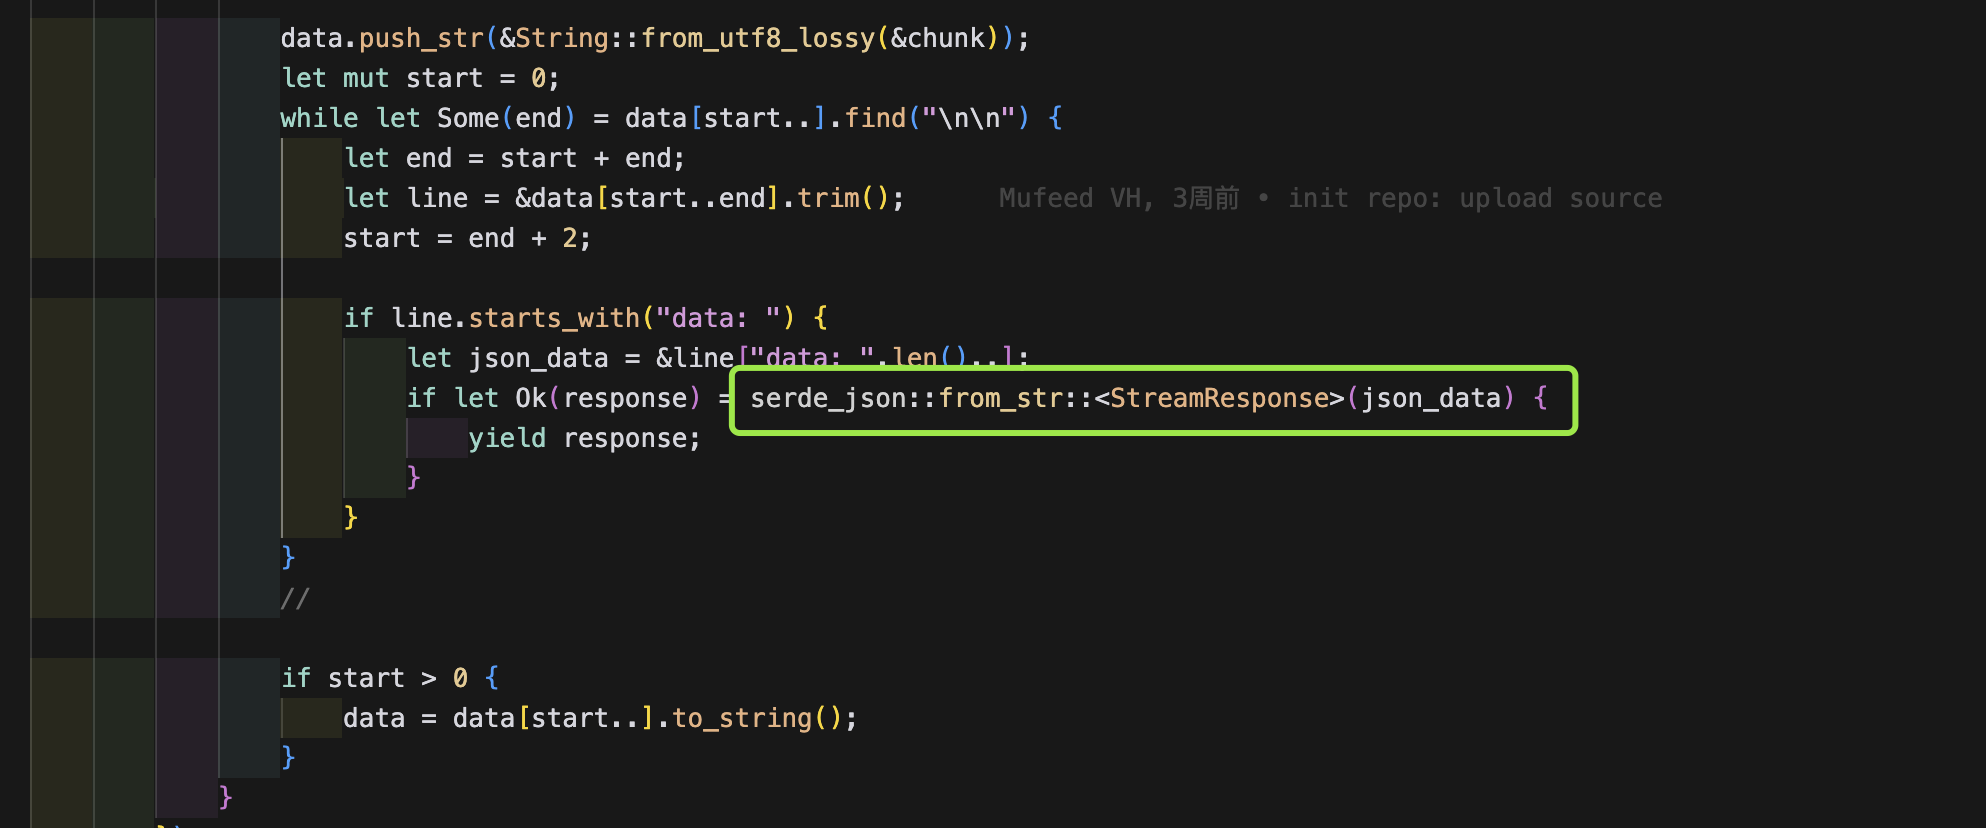 data.push_str(&String::from_utf8_lossy(&chunk));
let mut start = 0;
while let Some(end) = data[start..].find("\n\n") {
let end = start + end;
let line = &data[start..end].trim(); Mufeed VH, 3周前 • init repo: upload source
start = end + 2;
if line.starts_with("data: ") {
let json_data = &line["data: ".len()..];
if let Ok(response) = serde_json::from_str::<StreamResponse>(json_data) {
yield response;
}
}
}
//
if start > 0 {
data = data[start..].to_string();
}
}